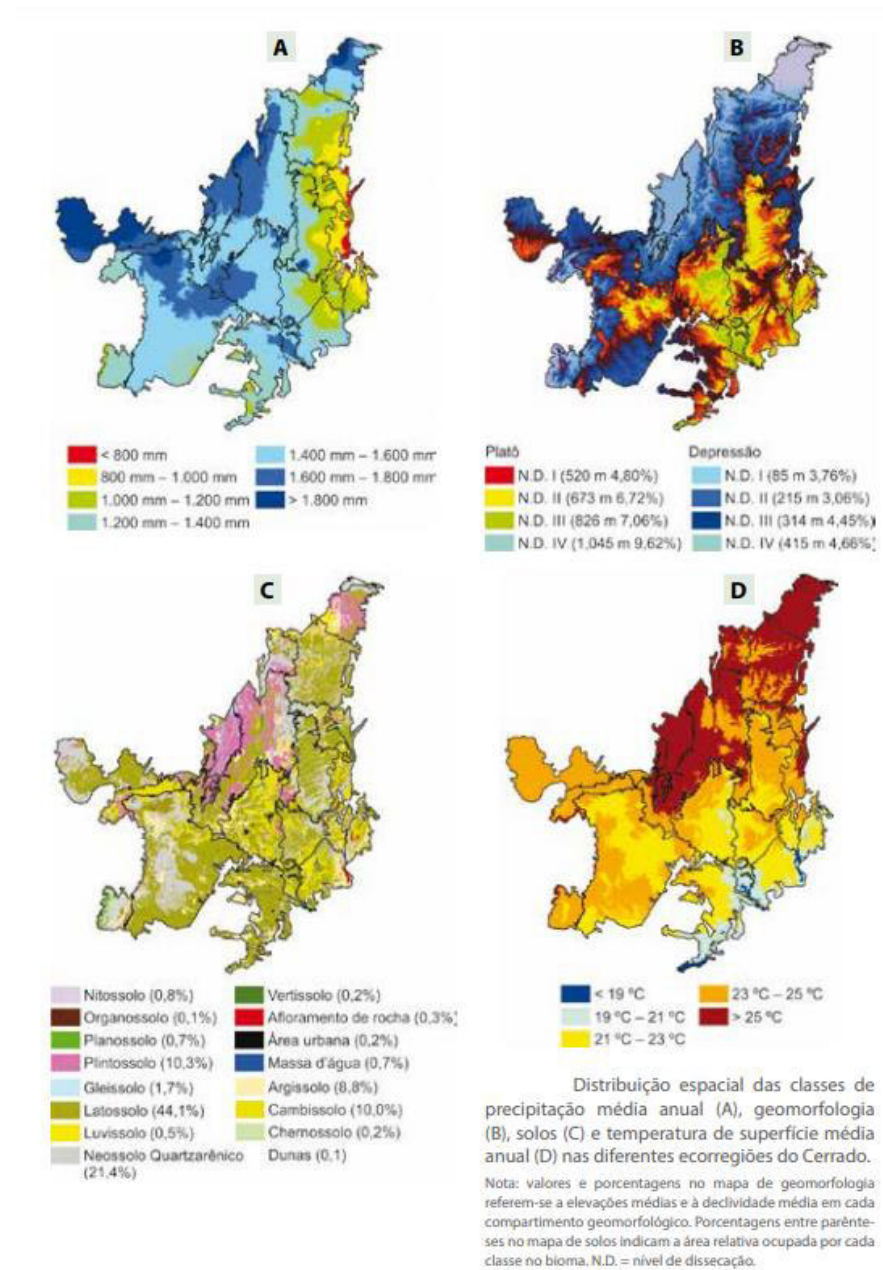 A
B
< 800 mm
800 mm – 1.000 mm
1.000 mm – 1.200 mm
1.200 mm – 1.400 mm
1.400 mm – 1.600 mm
1.600 mm – 1.800 mm
> 1.800 mm
Platô
N.D. I (520 m 4,80%)
N.D. II (673 m 6,72%)
N.D. III (826 m 7,06%)
N.D. IV (1,045 m 9,62%)
Depressão
N.D. I (85 m 3,76%)
N.D. II (215 m 3,06%)
N.D. III (314 m 4,45%)
N.D. IV (415 m 4,66%)
C
D
Nitossolo (0,8%)
Organossolo (0,1%)
Planossolo (0,7%)
Plintossolo (10,3%)
Gleissolo (1,7%)
Latossolo (44,1%)
Luvissolo (0,5%)
Neossolo Quartzarênico
(21,4%)
Vertissolo (0,2%)
Afloramento de rocha (0,3%)
Área urbana (0,2%)
Massa d'água (0,7%)
Argissolo (8,8%)
Cambissolo (10,0%)
Chernossolo (0,2%)
Dunas (0,1)
< 19 ºC
19 ºC – 21 ºC
21 ºC – 23 ºC
23 ºC – 25 ºC
> 25 ºC
Distribuição espacial das classes de
precipitação média anual (A), geomorfologia
(B), solos (C) e temperatura de superfície média
anual (D) nas diferentes ecorregiões do Cerrado.
Nota: valores e porcentagens no mapa de geomorfologia
referem-se a elevações médias e à declividade média em cada
compartimento geomorfológico. Porcentagens entre parênte-
ses no mapa de solos indicam a área relativa ocupada por cada
classe no bioma. N.D. = nível de dissecação.